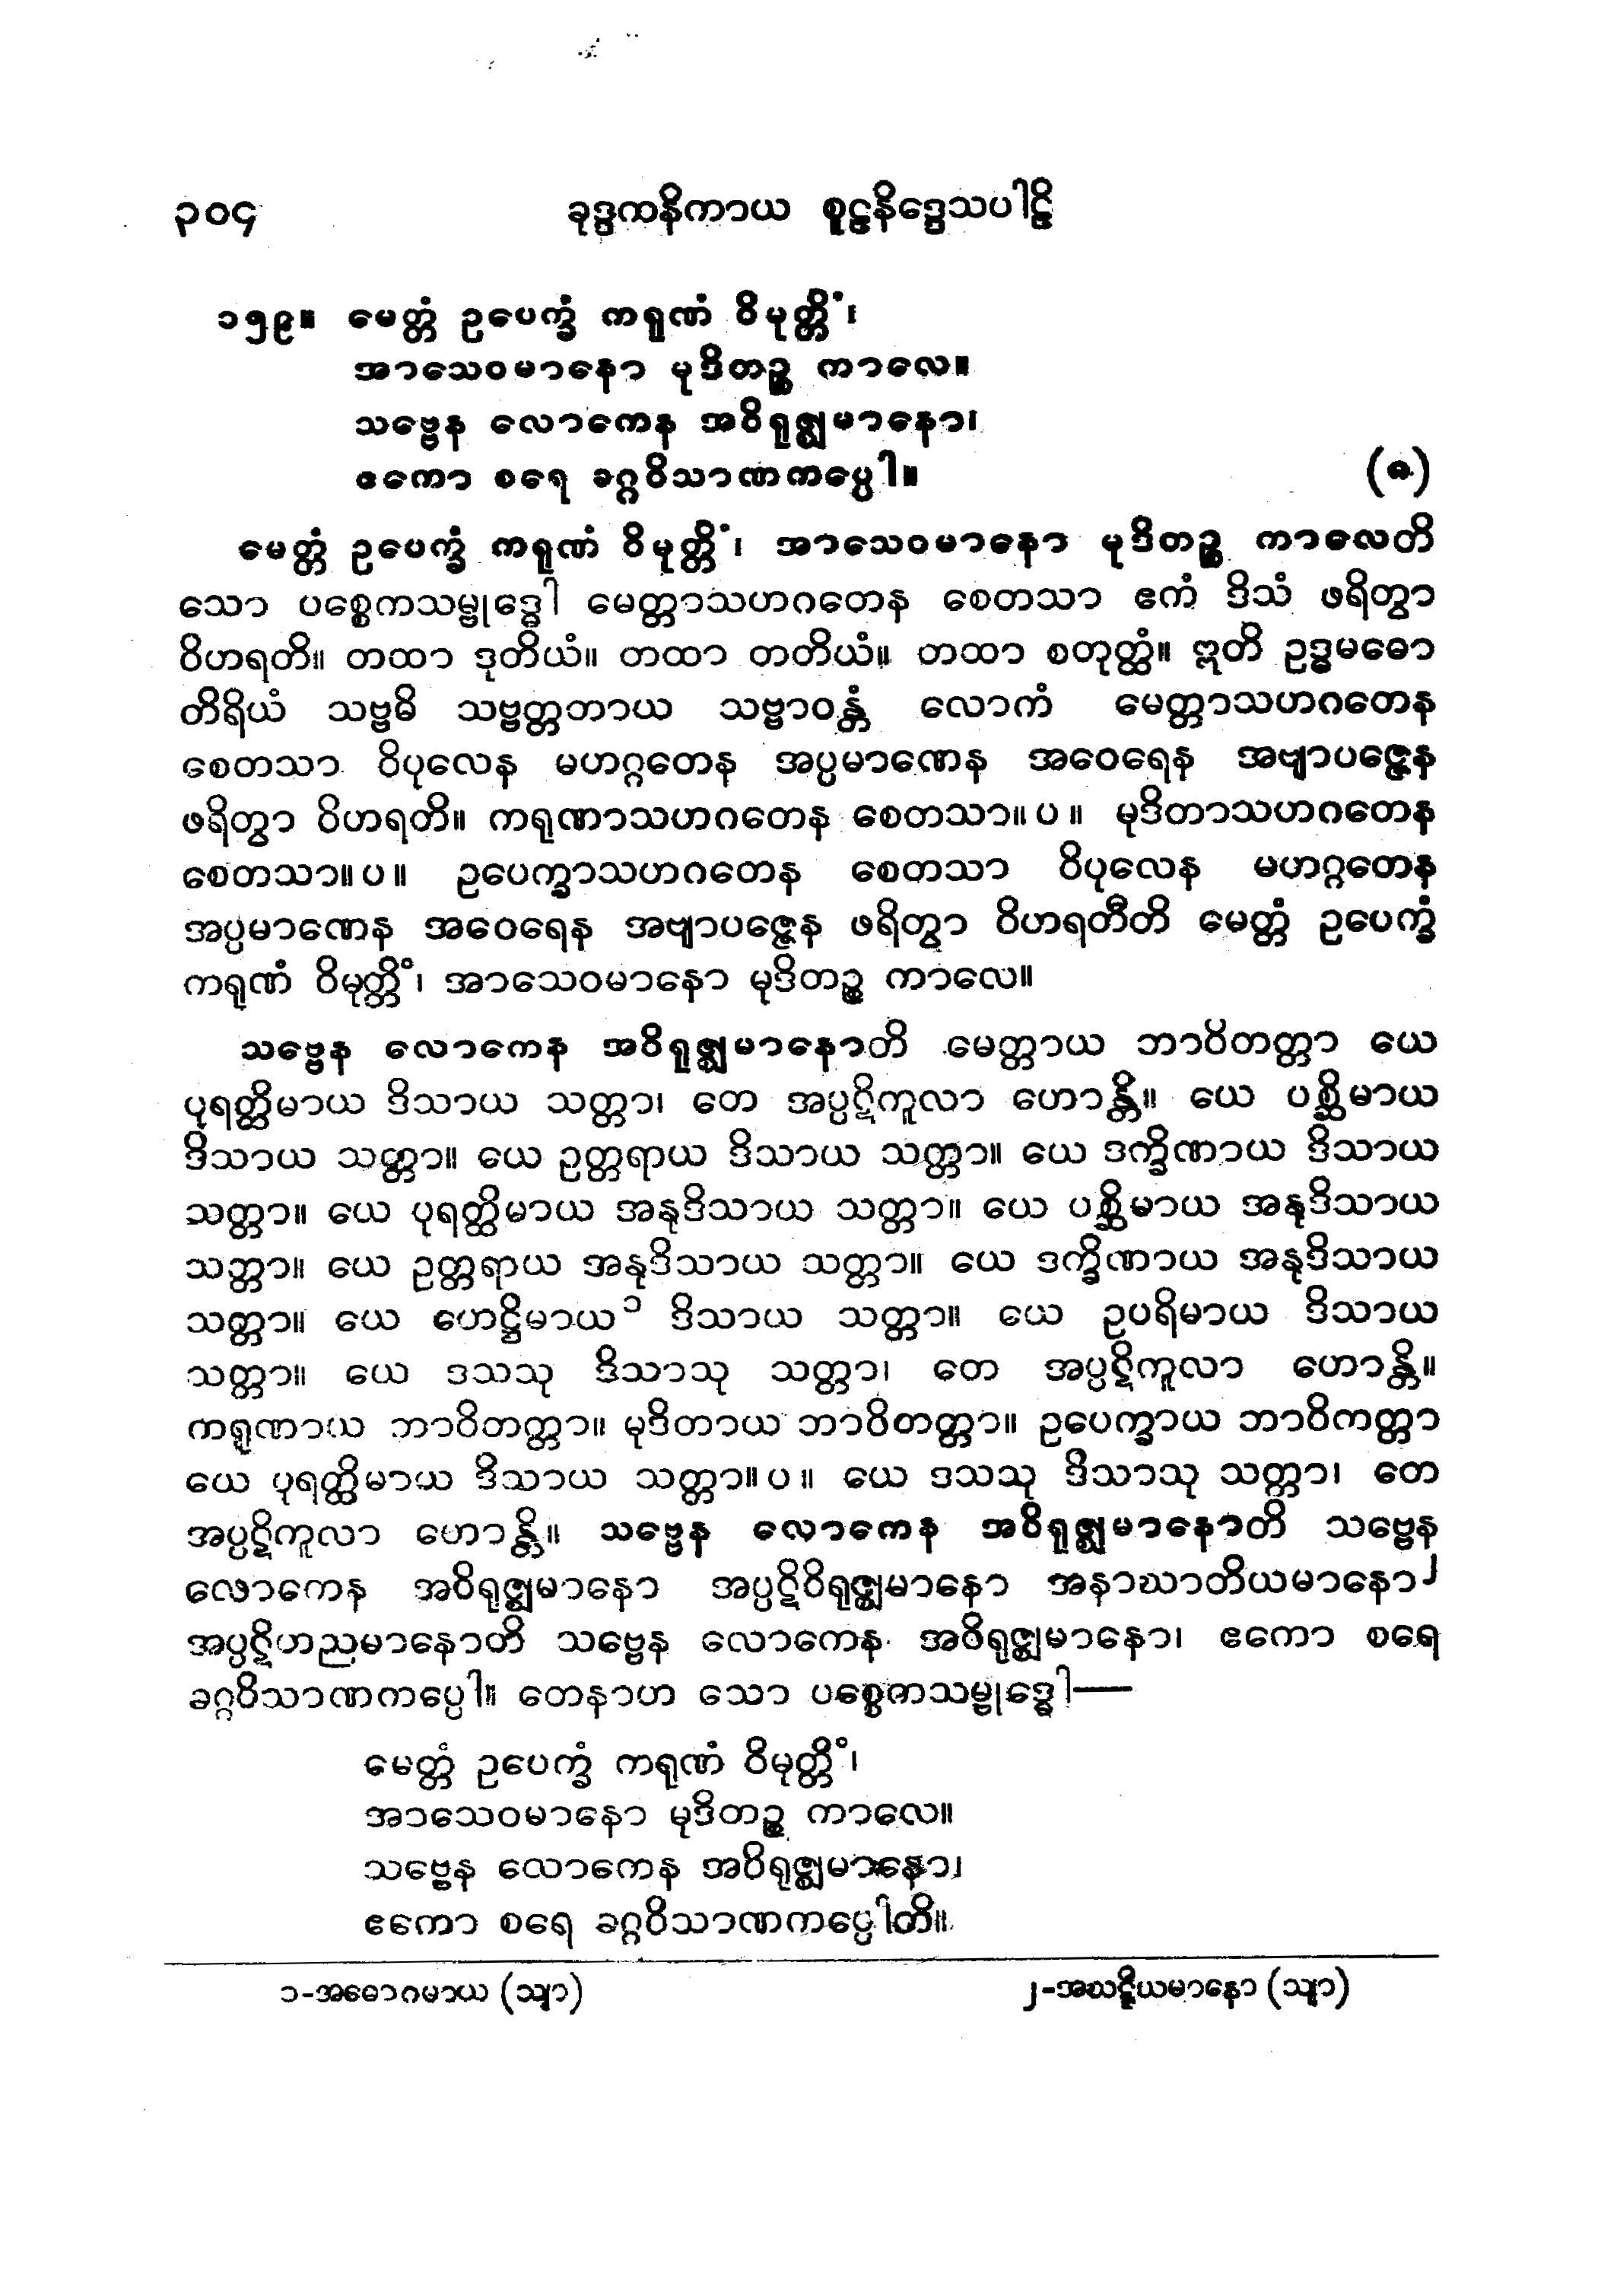 ၃၀၄ ခုဒ္ဒကနိကာယ စူဠနိဒ္ဒေသပါဠိ
၁၅၉။ မေတ္တံ ဥပေက္ခံ ကရုဏံ ဝိမုတ္တိံ၊
အာသေဝမာနော မုဒိတဉ္စ ကာလေ။
သဗ္ဗေန လောကေန အဝိရုဇ္ဈမာနော၊
ဧကော စရေ ခဂ္ဂဝိသာဏကပ္ပေါ။ (၈)
မေတ္တံ ဥပေက္ခံ ကရုဏံ ဝိမုတ္တိံ၊ အာသေဝမာနော မုဒိတဉ္စ ကာလေတိ
သော ပစ္စေကသမ္ဗုဒ္ဓေါ မေတ္တာသဟဂတေန စေတသာ ဧကံ ဒိသံ ဖရိတွာ
ဝိဟရတိ။ တထာ ဒုတိယံ။ တထာ တတိယံ။ တထာ စတုတ္ထံ။ ဣတိ ဥဒ္ဓမဓော
တိရိယံ သဗ္ဗဓိ သဗ္ဗတ္တတာယ သဗ္ဗာဝန္တံ လောကံ မေတ္တာသဟဂတေန
စေတသာ ဝိပုလေန မဟဂ္ဂတေန အပ္ပမာဏေန အဝေရေန အဗျာပဇ္ဇေန
ဖရိတွာ ဝိဟရတိ။ ကရုဏာသဟဂတေန စေတသာ။ပ။ မုဒိတာသဟဂတေန
စေတသာ။ပ။ ဥပေက္ခာသဟဂတေန စေတသာ ဝိပုလေန မဟဂ္ဂတေန
အပ္ပမာဏေန အဝေရေန အဗျာပဇ္ဇေန ဖရိတွာ ဝိဟရတီတိ မေတ္တံ ဥပေက္ခံ
ကရုဏံ ဝိမုတ္တိံ၊ အာသေဝမာနော မုဒိတဉ္စ ကာလေ။
သဗ္ဗေန လောကေန အဝိရုဇ္ဈမာနောတိ မေတ္တာယ ဘာဝိတတ္တာ ယေ
ပုရတ္ထိမာယ ဒိသာယ သတ္တာ၊ တေ အပ္ပဋိကူလာ ဟောန္တိ။ ယေ ပစ္ဆိမာယ
ဒိသာယ သတ္တာ။ ယေ ဥတ္တရာယ ဒိသာယ သတ္တာ။ ယေ ဒက္ခိဏာယ ဒိသာယ
သတ္တာ။ ယေ ပုရတ္ထိမာယ အနုဒိသာယ သတ္တာ။ ယေ ပစ္ဆိမာယ အနုဒိသာယ
သတ္တာ။ ယေ ဥတ္တရာယ အနုဒိသာယ သတ္တာ။ ယေ ဒက္ခိဏာယ အနုဒိသာယ
သတ္တာ။ ယေ ဟေဋ္ဌိမာယ ၁ ဒိသာယ သတ္တာ။ ယေ ဥပရိမာယ ဒိသာယ
သတ္တာ။ ယေ ဒသသု ဒိသာသု သတ္တာ၊ တေ အပ္ပဋိကူလာ ဟောန္တိ။
ကရုဏာယ ဘာဝိတတ္တာ။ မုဒိတာယ ဘာဝိတတ္တာ။ ဥပေက္ခာယ ဘာဝိတတ္တာ
ယေ ပုရတ္ထိမာယ ဒိသာယ သတ္တာ။ပ။ ယေ ဒသသု ဒိသာသု သတ္တာ၊ တေ
အပ္ပဋိကူလာ ဟောန္တိ။ သဗ္ဗေန လောကေန အဝိရုဇ္ဈမာနောတိ သဗ္ဗေန
လောကေန အဝိရုဇ္ဈမာနော အပ္ပဋိဝိရုဇ္ဈမာနော အနာဃာတိယမာနော ၂
အပ္ပဋိဟညမာနောတိ သဗ္ဗေန လောကေန အဝိရုဇ္ဈမာနော၊ ဧကော စရေ
ခဂ္ဂဝိသာဏကပ္ပေါ။ တေနာဟ သော ပစ္စေကသမ္ဗုဒ္ဓေါ—
မေတ္တံ ဥပေက္ခံ ကရုဏံ ဝိမုတ္တိံ၊
အာသေဝမာနော မုဒိတဉ္စ ကာလေ။
သဗ္ဗေန လောကေန အဝိရုဇ္ဈမာနော၊
ဧကော စရေ ခဂ္ဂဝိသာဏကပ္ပေါတိ။
၁-အဓောဂမာယ (သျာ) ၂-အဃဋ္ဋိယမာနော (သျာ)